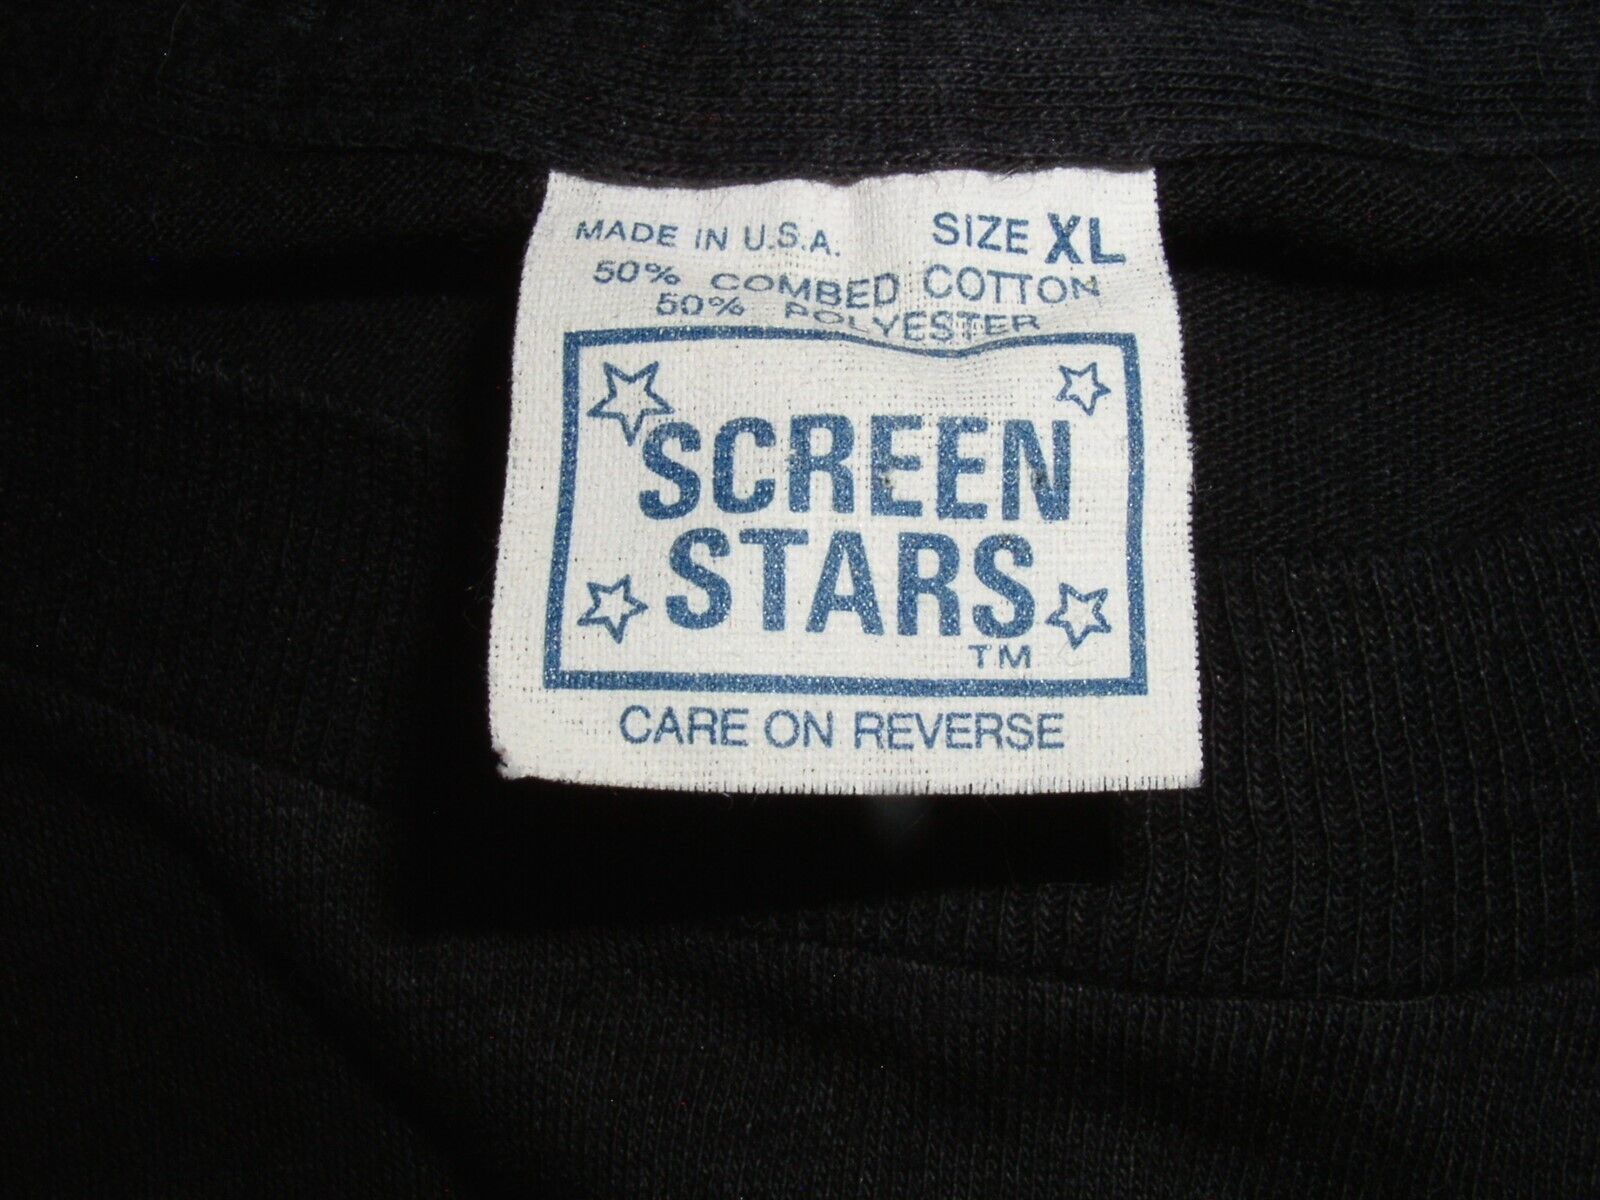 MADE IN U.S.A. SIZE XL
50% COMBED COTTON
50% POLYESTER
SCREEN
STARS
TM
CARE ON REVERSE